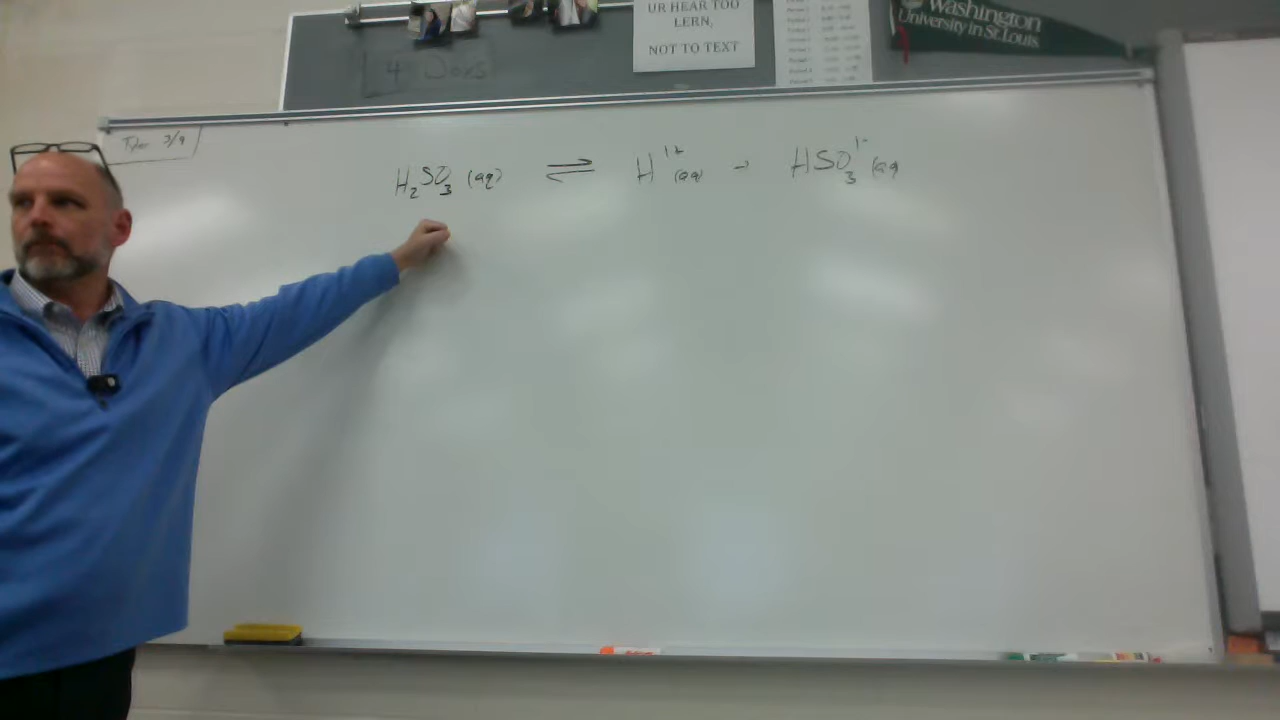 UR HEAR TOO
LERN,
NOT TO TEXT
Washington
University in St. Louis
4 Days
3/9
H₂SO₃ (aq) ⇌ H¹⁺ (aq) + HSO₃¹⁻ (aq